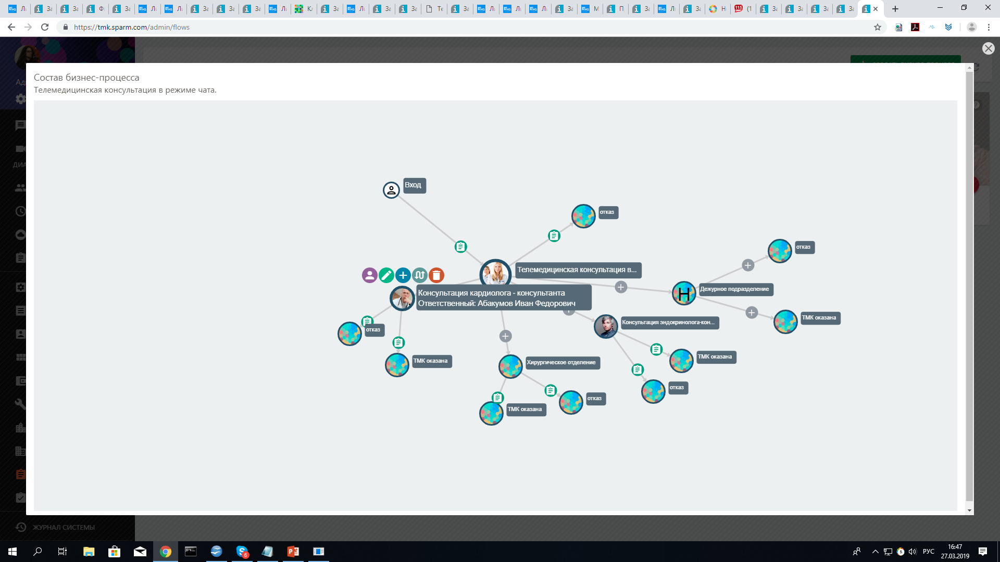 https://tmk.sparm.com/admin/flows
Состав бизнес-процесса
Телемедицинская консультация в режиме чата.
Вход
отказ
отказ
Телемедицинская консультация в...
Дежурное подразделение
Н
Консультация кардиолога - консультанта
Ответственный: Абакумов Иван Федорович
ТМК оказана
Консультация эндокринолога-кон...
отказ
ТМК оказана
ТМК оказана
Хирургическое отделение
отказ
отказ
ТМК оказана
ЖУРНАЛ СИСТЕМЫ
6
5
РУС
16:47
27.03.2019